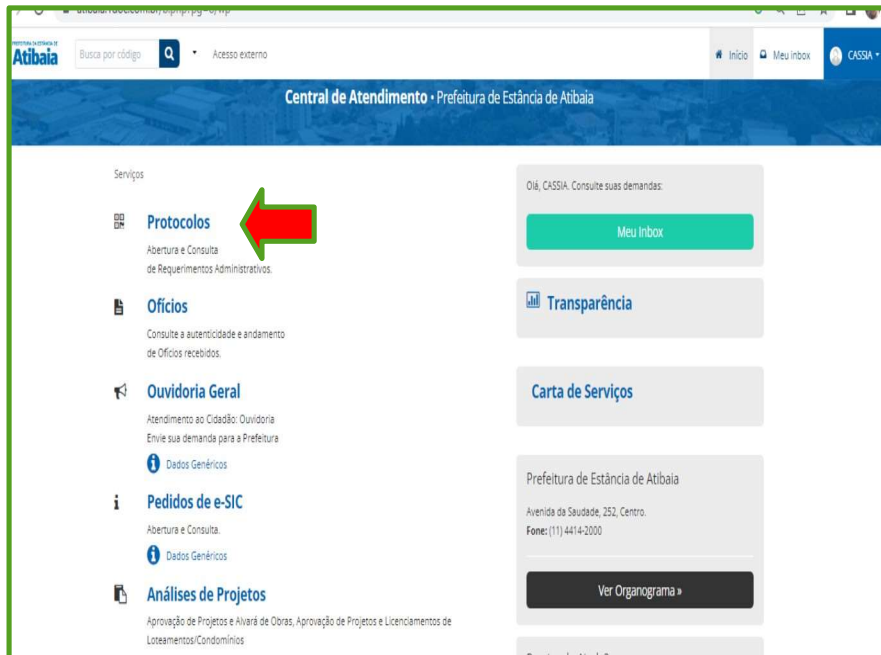 PREFEITURA DA ESTÂNCIA DE
Atibaia
Busca por código
Acesso externo
Início
Meu inbox
CASSIA
Central de Atendimento • Prefeitura de Estância de Atibaia
Serviços
Protocolos
Abertura e Consulta
de Requerimentos Administrativos.
Ofícios
Consulte a autenticidade e andamento
de Ofícios recebidos.
Ouvidoria Geral
Atendimento ao Cidadão: Ouvidoria
Envie sua demanda para a Prefeitura
Dados Genéricos
Pedidos de e-SIC
Abertura e Consulta.
Dados Genéricos
Análises de Projetos
Aprovação de Projetos e Alvará de Obras, Aprovação de Projetos e Licenciamentos de
Loteamentos/Condomínios
Olá, CASSIA. Consulte suas demandas:
Meu Inbox
Transparência
Carta de Serviços
Prefeitura de Estância de Atibaia
Avenida da Saudade, 252, Centro.
Fone: (11) 4414-2000
Ver Organograma »